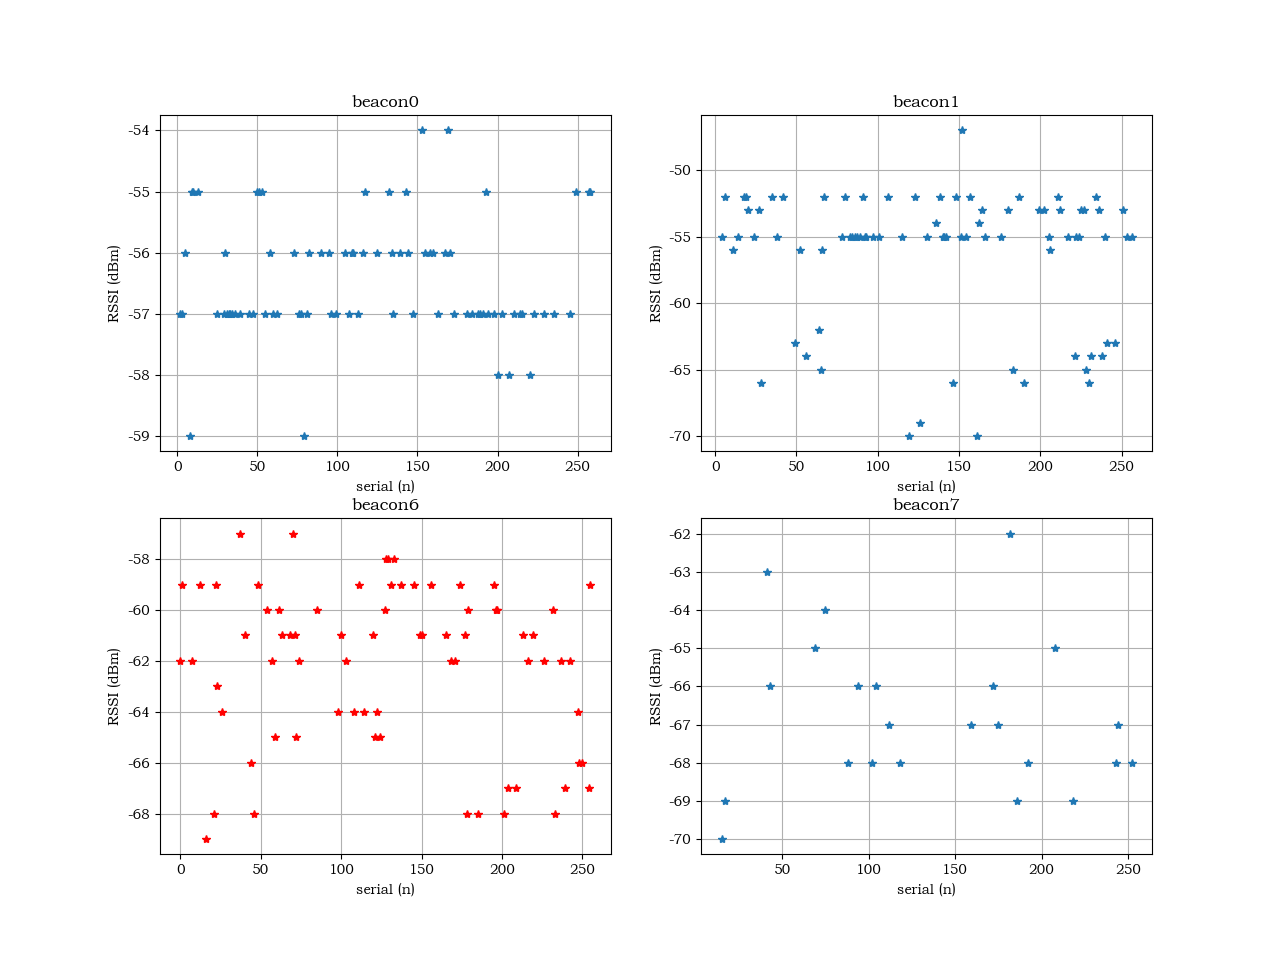 beacon0
-54
-55
-56
-57
-58
-59
RSSI (dBm)
0 50 100 150 200 250
serial (n)
beacon1
-50
-55
-60
-65
-70
RSSI (dBm)
0 50 100 150 200 250
serial (n)
beacon6
-58
-60
-62
-64
-66
-68
RSSI (dBm)
0 50 100 150 200 250
serial (n)
beacon7
-62
-63
-64
-65
-66
-67
-68
-69
-70
RSSI (dBm)
50 100 150 200 250
serial (n)